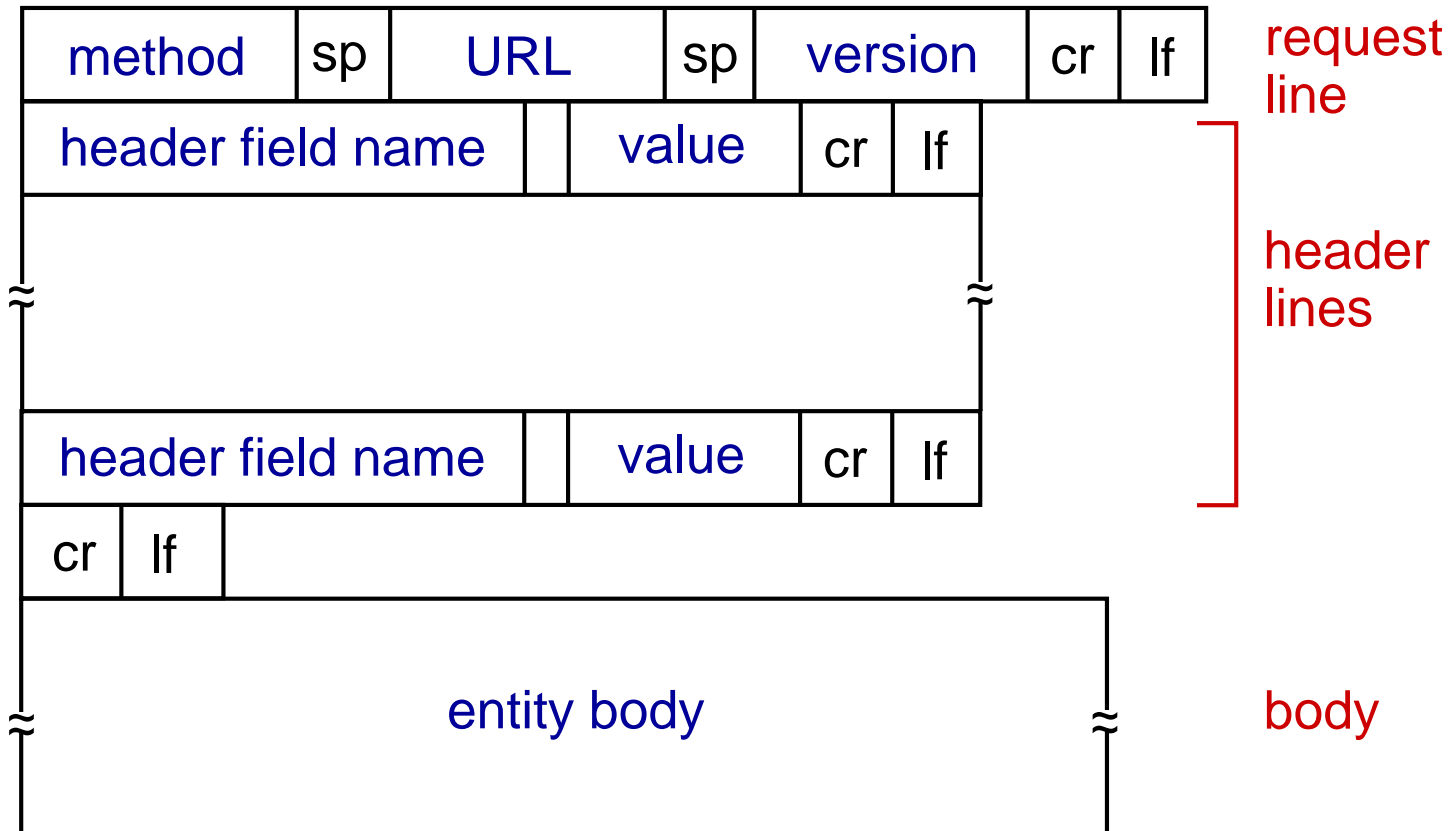 method sp URL sp version cr lf
request
line
header field name value cr lf
header
lines
≈ ≈
header field name value cr lf
cr lf
≈ entity body ≈
body